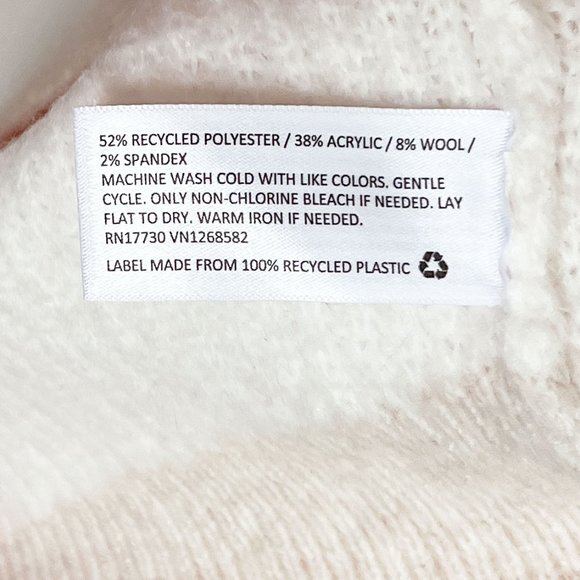 52% RECYCLED POLYESTER / 38% ACRYLIC / 8% WOOL /
2% SPANDEX
MACHINE WASH COLD WITH LIKE COLORS. GENTLE
CYCLE. ONLY NON-CHLORINE BLEACH IF NEEDED. LAY
FLAT TO DRY. WARM IRON IF NEEDED.
RN17730 VN1268582
LABEL MADE FROM 100% RECYCLED PLASTIC